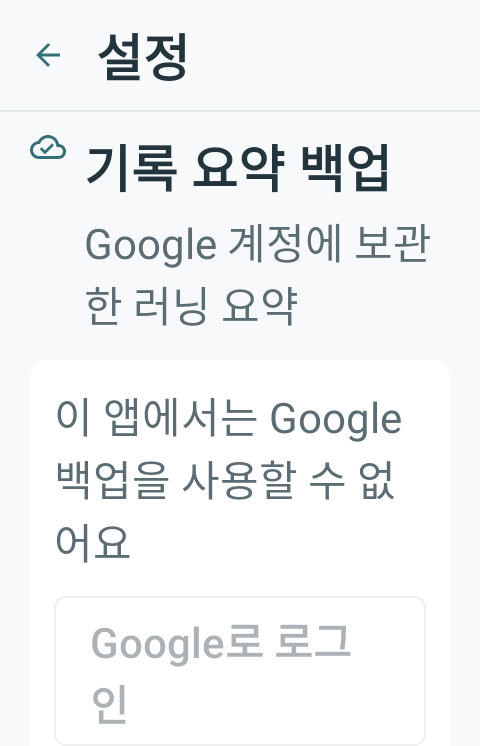 설정
기록 요약 백업
Google 계정에 보관
한 러닝 요약
이 앱에서는 Google
백업을 사용할 수 없
어요
Google로 로그
인